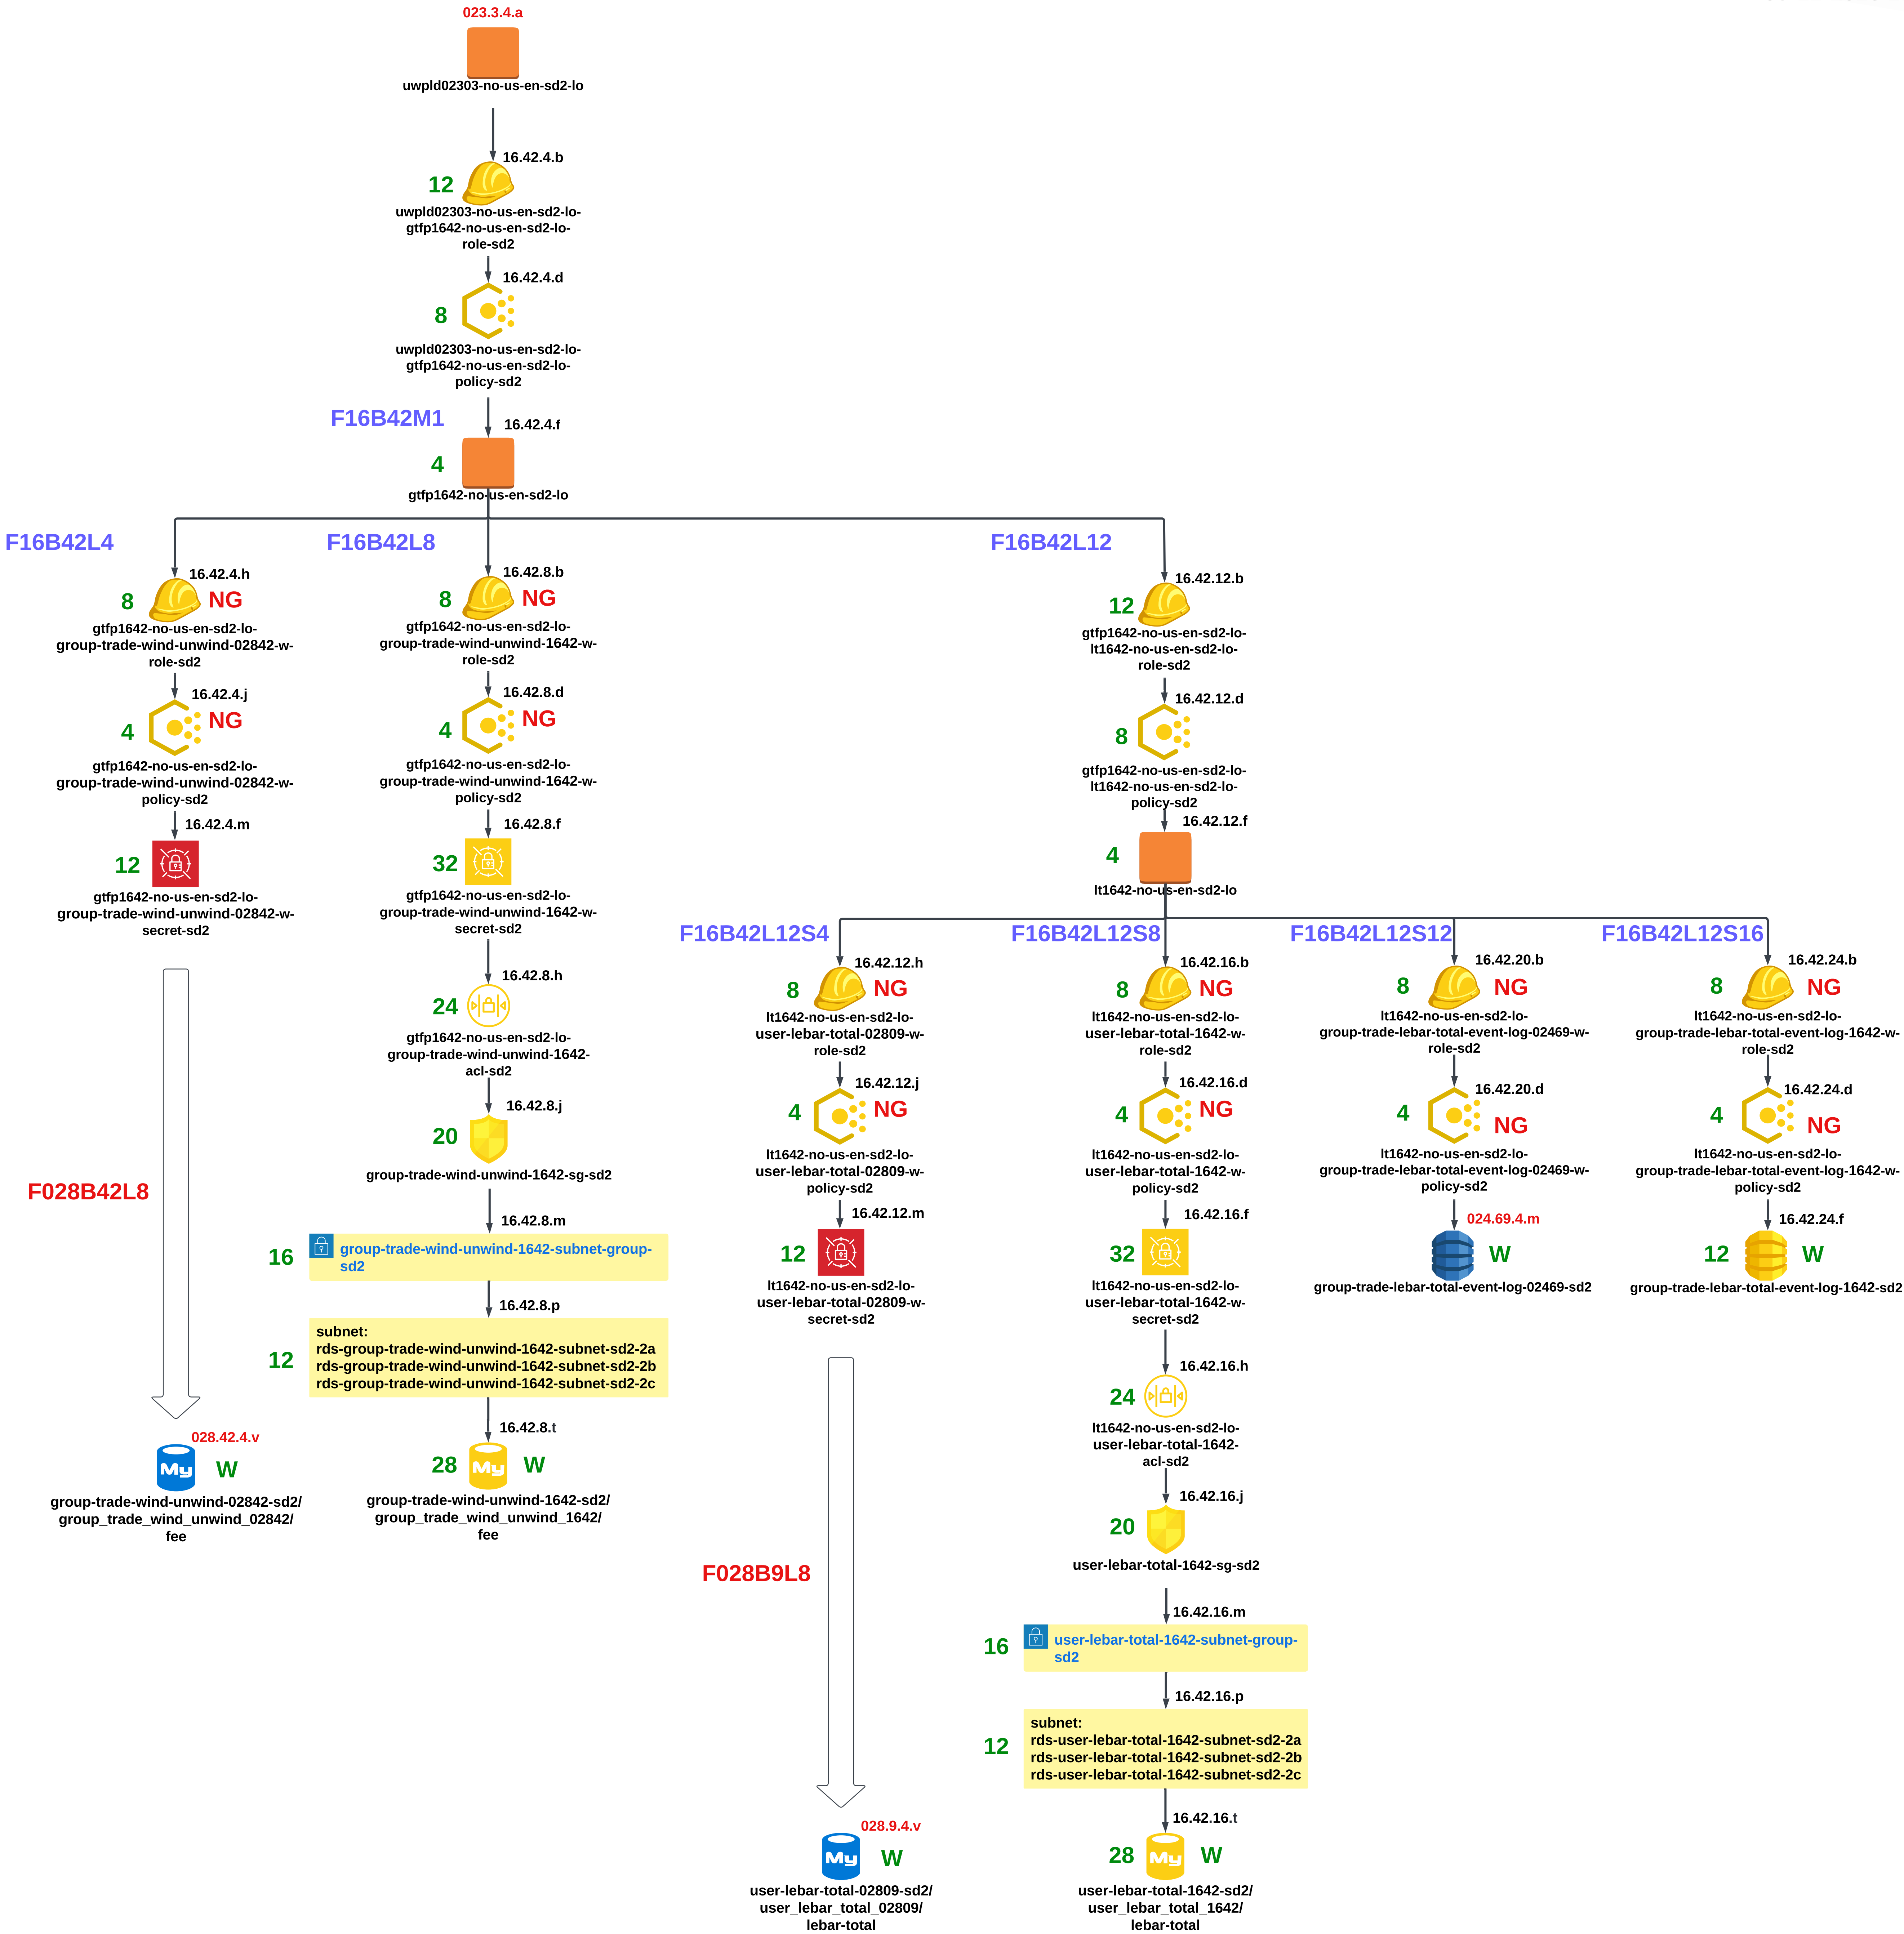 023.3.4.a
uwpld02303-no-us-en-sd2-lo
16.42.4.b
12
uwpld02303-no-us-en-sd2-lo-
gtfp1642-no-us-en-sd2-lo-
role-sd2
16.42.4.d
8
uwpld02303-no-us-en-sd2-lo-
gtfp1642-no-us-en-sd2-lo-
policy-sd2
F16B42M1
16.42.4.f
4
gtfp1642-no-us-en-sd2-lo
F16B42L4
16.42.4.h
8
NG
gtfp1642-no-us-en-sd2-lo-
group-trade-wind-unwind-02842-w-
role-sd2
16.42.4.j
4
NG
gtfp1642-no-us-en-sd2-lo-
group-trade-wind-unwind-02842-w-
policy-sd2
16.42.4.m
12
gtfp1642-no-us-en-sd2-lo-
group-trade-wind-unwind-02842-w-
secret-sd2
F028B42L8
028.42.4.v
W
My
group-trade-wind-unwind-02842-sd2/
group_trade_wind_unwind_02842/
fee
F16B42L8
16.42.8.b
8
NG
gtfp1642-no-us-en-sd2-lo-
group-trade-wind-unwind-1642-w-
role-sd2
16.42.8.d
4
NG
gtfp1642-no-us-en-sd2-lo-
group-trade-wind-unwind-1642-w-
policy-sd2
16.42.8.f
32
gtfp1642-no-us-en-sd2-lo-
group-trade-wind-unwind-1642-w-
secret-sd2
16.42.8.h
24
gtfp1642-no-us-en-sd2-lo-
group-trade-wind-unwind-1642-
acl-sd2
16.42.8.j
20
group-trade-wind-unwind-1642-sg-sd2
16.42.8.m
16
group-trade-wind-unwind-1642-subnet-group-
sd2
16.42.8.p
12
subnet:
rds-group-trade-wind-unwind-1642-subnet-sd2-2a
rds-group-trade-wind-unwind-1642-subnet-sd2-2b
rds-group-trade-wind-unwind-1642-subnet-sd2-2c
16.42.8.t
28
My
W
group-trade-wind-unwind-1642-sd2/
group_trade_wind_unwind_1642/
fee
F16B42L12
16.42.12.b
12
gtfp1642-no-us-en-sd2-lo-
lt1642-no-us-en-sd2-lo-
role-sd2
16.42.12.d
8
gtfp1642-no-us-en-sd2-lo-
lt1642-no-us-en-sd2-lo-
policy-sd2
16.42.12.f
4
lt1642-no-us-en-sd2-lo
F16B42L12S4
16.42.12.h
8
NG
lt1642-no-us-en-sd2-lo-
user-lebar-total-02809-w-
role-sd2
16.42.12.j
4
NG
lt1642-no-us-en-sd2-lo-
user-lebar-total-02809-w-
policy-sd2
16.42.12.m
12
lt1642-no-us-en-sd2-lo-
user-lebar-total-02809-w-
secret-sd2
F028B9L8
028.9.4.v
My
W
user-lebar-total-02809-sd2/
user_lebar_total_02809/
lebar-total
F16B42L12S8
16.42.16.b
8
NG
lt1642-no-us-en-sd2-lo-
user-lebar-total-1642-w-
role-sd2
16.42.16.d
4
NG
lt1642-no-us-en-sd2-lo-
user-lebar-total-1642-w-
policy-sd2
16.42.16.f
32
lt1642-no-us-en-sd2-lo-
user-lebar-total-1642-w-
secret-sd2
16.42.16.h
24
lt1642-no-us-en-sd2-lo-
user-lebar-total-1642-
acl-sd2
16.42.16.j
20
user-lebar-total-1642-sg-sd2
16.42.16.m
16
user-lebar-total-1642-subnet-group-
sd2
16.42.16.p
12
subnet:
rds-user-lebar-total-1642-subnet-sd2-2a
rds-user-lebar-total-1642-subnet-sd2-2b
rds-user-lebar-total-1642-subnet-sd2-2c
16.42.16.t
28
My
W
user-lebar-total-1642-sd2/
user_lebar_total_1642/
lebar-total
F16B42L12S12
16.42.20.b
8
NG
lt1642-no-us-en-sd2-lo-
group-trade-lebar-total-event-log-02469-w-
role-sd2
16.42.20.d
4
NG
lt1642-no-us-en-sd2-lo-
group-trade-lebar-total-event-log-02469-w-
policy-sd2
024.69.4.m
W
group-trade-lebar-total-event-log-02469-sd2
F16B42L12S16
16.42.24.b
8
NG
lt1642-no-us-en-sd2-lo-
group-trade-lebar-total-event-log-1642-w-
role-sd2
16.42.24.d
4
NG
lt1642-no-us-en-sd2-lo-
group-trade-lebar-total-event-log-1642-w-
policy-sd2
16.42.24.f
12
W
group-trade-lebar-total-event-log-1642-sd2